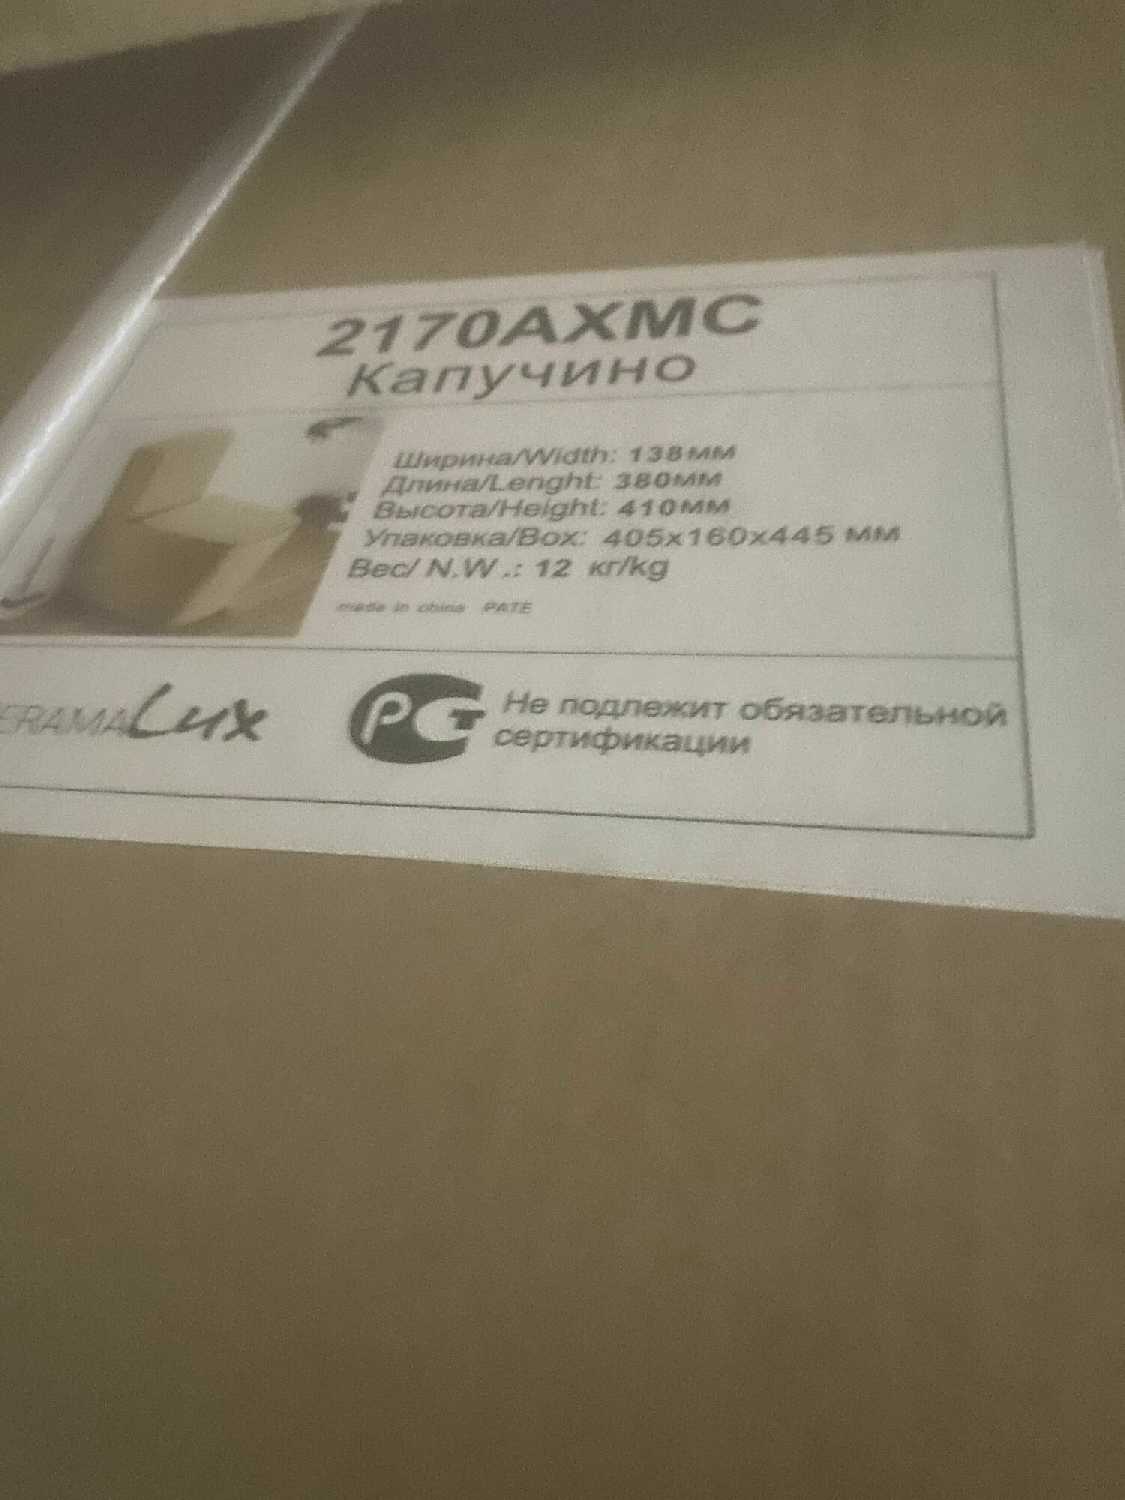 2170AXMC
Капучино
Ширина/Width: 138мм
Длина/Lenght: 380мм
Высота/Height: 410мм
Упаковка/Box: 405x160x445 мм
Вес/ N.W.: 12 кг/kg
made in china PATE
ERAMALux
РСТ Не подлежит обязательной
сертификации